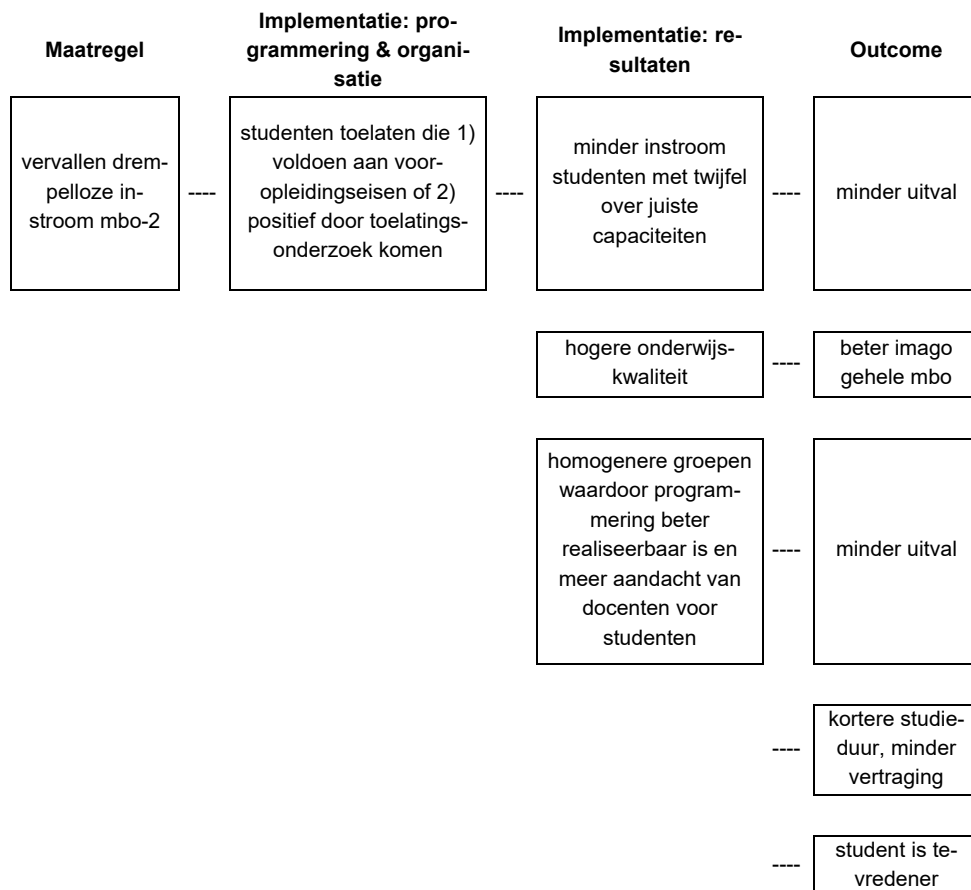 Maatregel
Implementatie: pro-
grammering & organi-
satie
Implementatie: re-
sultaten
Outcome
vervallen drem-
pelloze in-
stroom mbo-2
----
studenten toelaten die 1)
voldoen aan voor-
opleidingseisen of 2)
positief door toelatings-
onderzoek komen
----
minder instroom
studenten met twijfel
over juiste
capaciteiten
----
minder uitval
hogere onderwijs-
kwaliteit
----
beter imago
gehele mbo
homogenere groepen
waardoor program-
mering beter
realiseerbaar is en
meer aandacht van
docenten voor
studenten
----
minder uitval
----
kortere studie-
duur, minder
vertraging
----
student is te-
vredener